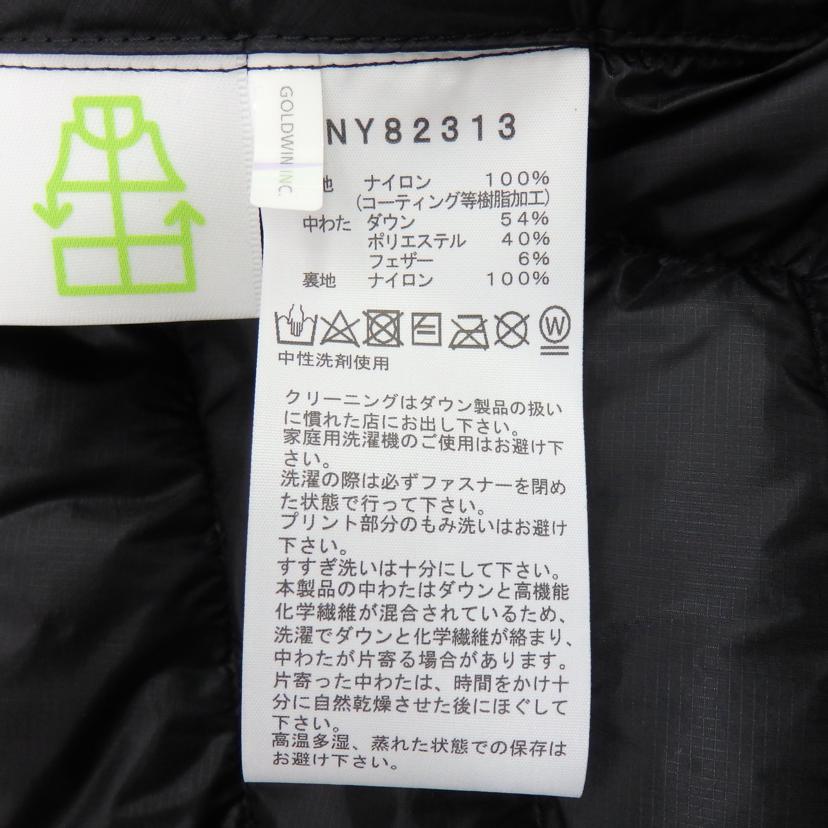 GOLDWIN INC.
NY82313
地 ナイロン 100%
(コーティング等樹脂加工)
中わた ダウン 54%
ポリエステル 40%
フェザー 6%
裏地 ナイロン 100%
W
中性洗剤使用
クリーニングはダウン製品の扱い
に慣れた店にお出し下さい。
家庭用洗濯機のご使用はお避け下
さい。
洗濯の際は必ずファスナーを閉め
た状態で行って下さい。
プリント部分のもみ洗いはお避け
下さい。
すすぎ洗いは十分にして下さい。
本製品の中わたはダウンと高機能
化学繊維が混合されているため、
洗濯でダウンと化学繊維が絡まり、
中わたが片寄る場合があります。
片寄った中わたは、時間をかけ十
分に自然乾燥させた後にほぐして
下さい。
高温多湿、蒸れた状態での保存は
お避け下さい。